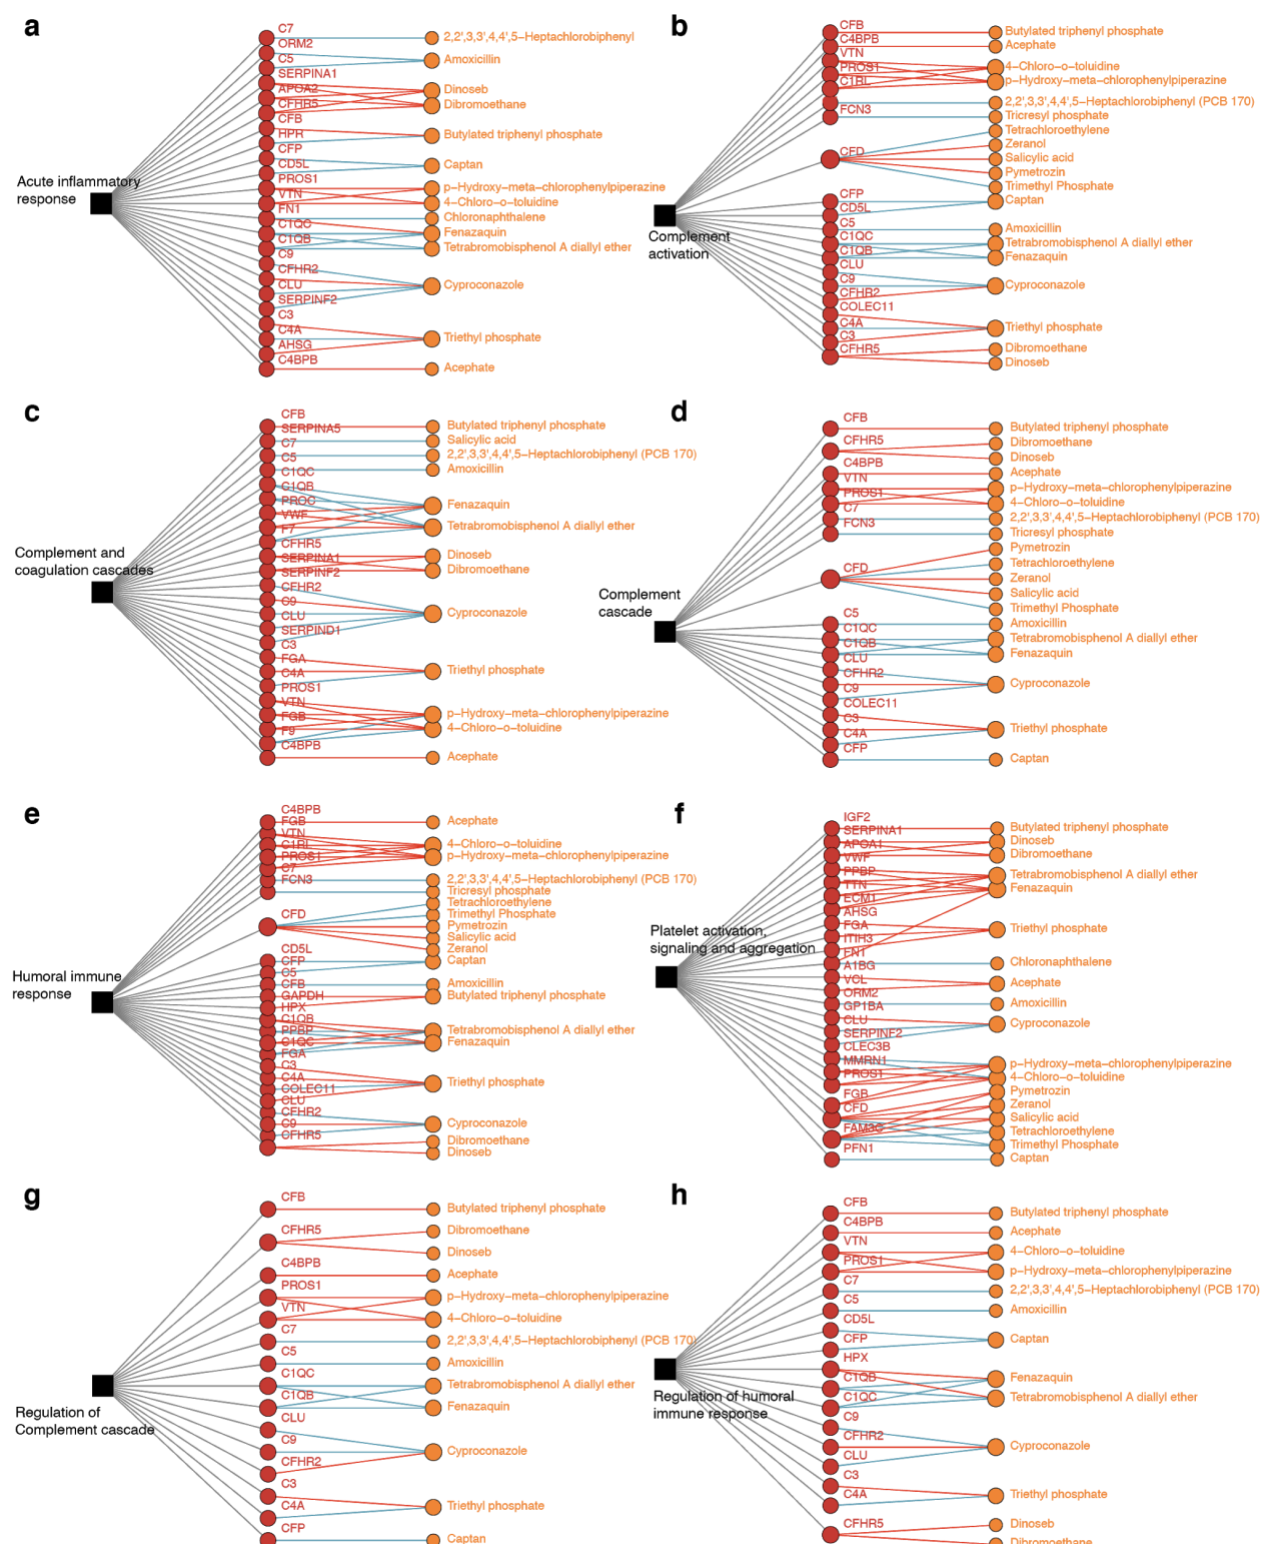 a
C7
ORM2
C5
SERPINA1
APOA2
CFHR5
CFB
HPR
CFP
CD5L
PROS1
VTN
FN1
C1QC
C1QB
C9
CFHR2
CLU
SERPINF2
C3
C4A
AHSG
C4BPB
2,2',3,3',4,4',5-Heptachlorobiphenyl
Amoxicillin
Dinoseb
Dibromoethane
Butylated triphenyl phosphate
Captan
p-Hydroxy-meta-chlorophenylpiperazine
4-Chloro-o-toluidine
Chloronaphthalene
Fenazaquin
Tetrabromobisphenol A diallyl ether
Cyproconazole
Triethyl phosphate
Acephate
Acute inflammatory
response
b
CFB
C4BPB
VTN
PROS1
C1RL
FCN3
CFD
CFP
CD5L
C5
C1QC
C1QB
CLU
C9
CFHR2
COLEC11
C4A
C3
CFHR5
Butylated triphenyl phosphate
Acephate
4-Chloro-o-toluidine
p-Hydroxy-meta-chlorophenylpiperazine
2,2',3,3',4,4',5-Heptachlorobiphenyl (PCB 170)
Tricresyl phosphate
Tetrachloroethylene
Zeranol
Salicylic acid
Pymetrozin
Trimethyl Phosphate
Captan
Amoxicillin
Tetrabromobisphenol A diallyl ether
Fenazaquin
Cyproconazole
Triethyl phosphate
Dibromoethane
Dinoseb
Complement
activation
c
CFB
SERPINA5
C7
C5
C1QC
C1QB
PROC
VWF
F7
CFHR5
SERPINA1
SERPINF2
CFHR2
C9
CLU
SERPIND1
C3
FGA
C4A
PROS1
VTN
FGB
F9
C4BPB
Butylated triphenyl phosphate
Salicylic acid
2,2',3,3',4,4',5-Heptachlorobiphenyl (PCB 170)
Amoxicillin
Fenazaquin
Tetrabromobisphenol A diallyl ether
Dinoseb
Dibromoethane
Cyproconazole
Triethyl phosphate
p-Hydroxy-meta-chlorophenylpiperazine
4-Chloro-o-toluidine
Acephate
Complement and
coagulation cascades
d
CFB
CFHR5
C4BPB
VTN
PROS1
C7
FCN3
CFD
C5
C1QC
C1QB
CLU
CFHR2
C9
COLEC11
C3
C4A
CFP
Butylated triphenyl phosphate
Dibromoethane
Dinoseb
Acephate
p-Hydroxy-meta-chlorophenylpiperazine
4-Chloro-o-toluidine
2,2',3,3',4,4',5-Heptachlorobiphenyl (PCB 170)
Tricresyl phosphate
Pymetrozin
Tetrachloroethylene
Zeranol
Salicylic acid
Trimethyl Phosphate
Amoxicillin
Tetrabromobisphenol A diallyl ether
Fenazaquin
Cyproconazole
Triethyl phosphate
Captan
Complement
cascade
e
C4BPB
FGB
VTN
C1RL
PROS1
C7
FCN3
CFD
CD5L
CFP
C5
CFB
GAPDH
HPX
C1QB
PPBP
C1QC
FGA
C3
C4A
COLEC11
CLU
CFHR2
C9
CFHR5
Acephate
4-Chloro-o-toluidine
p-Hydroxy-meta-chlorophenylpiperazine
2,2',3,3',4,4',5-Heptachlorobiphenyl (PCB 170)
Tricresyl phosphate
Tetrachloroethylene
Trimethyl Phosphate
Pymetrozin
Salicylic acid
Zeranol
Captan
Amoxicillin
Butylated triphenyl phosphate
Tetrabromobisphenol A diallyl ether
Fenazaquin
Triethyl phosphate
Cyproconazole
Dibromoethane
Dinoseb
Humoral immune
response
f
IGF2
SERPINA1
APOA1
VWF
PPBP
TTN
ECM1
AHSG
FGA
ITIH3
FN1
A1BG
VCL
ORM2
GP1BA
CLU
SERPINF2
CLEC3B
MMRN1
PROS1
FGB
CFD
FAM3C
PFN1
Butylated triphenyl phosphate
Dinoseb
Dibromoethane
Tetrabromobisphenol A diallyl ether
Fenazaquin
Triethyl phosphate
Chloronaphthalene
Acephate
Amoxicillin
Cyproconazole
p-Hydroxy-meta-chlorophenylpiperazine
4-Chloro-o-toluidine
Pymetrozin
Zeranol
Salicylic acid
Tetrachloroethylene
Trimethyl Phosphate
Captan
Platelet activation,
signaling and aggregation
g
CFB
CFHR5
C4BPB
PROS1
VTN
C7
C5
C1QC
C1QB
CLU
C9
CFHR2
C3
C4A
CFP
Butylated triphenyl phosphate
Dibromoethane
Dinoseb
Acephate
p-Hydroxy-meta-chlorophenylpiperazine
4-Chloro-o-toluidine
2,2',3,3',4,4',5-Heptachlorobiphenyl (PCB 170)
Amoxicillin
Tetrabromobisphenol A diallyl ether
Fenazaquin
Cyproconazole
Triethyl phosphate
Captan
Regulation of
Complement cascade
h
CFB
C4BPB
VTN
PROS1
C7
C5
CD5L
CFP
HPX
C1QB
C1QC
C9
CFHR2
CLU
C3
C4A
CFHR5
Butylated triphenyl phosphate
Acephate
4-Chloro-o-toluidine
p-Hydroxy-meta-chlorophenylpiperazine
2,2',3,3',4,4',5-Heptachlorobiphenyl (PCB 170)
Amoxicillin
Captan
Fenazaquin
Tetrabromobisphenol A diallyl ether
Cyproconazole
Triethyl phosphate
Dinoseb
Dibromoethane
Regulation of humoral
immune response